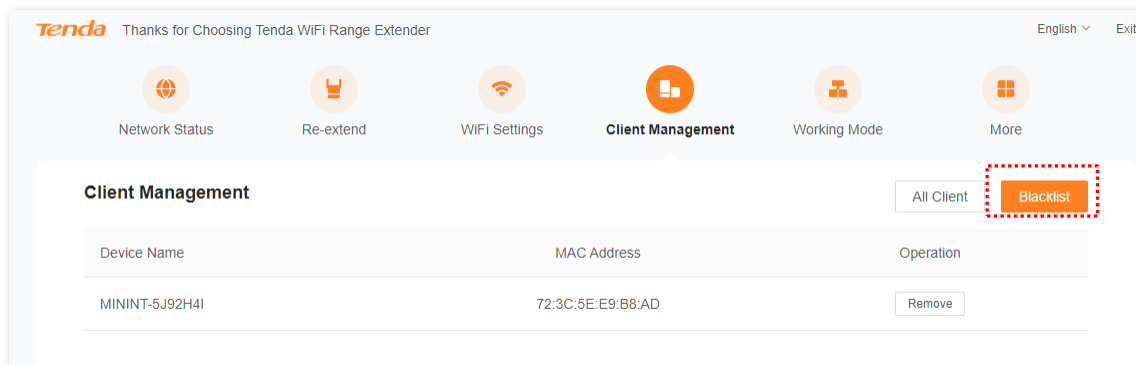 Tenda Thanks for Choosing Tenda WiFi Range Extender English Exit
Network Status Re-extend WiFi Settings Client Management Working Mode More
Client Management All Client Blacklist
Device Name MAC Address Operation
MININT-5J92H4I 72:3C:5E:E9:B8:AD Remove